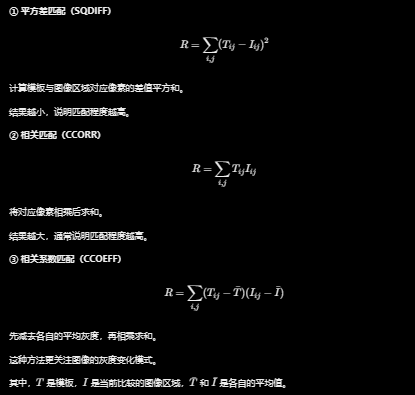 ① 平方差匹配（SQDIFF）
R = ∑_{i,j} (T_{ij} − I_{ij})²
计算模板与图像区域对应像素的差值平方和。
结果越小，说明匹配程度越高。
② 相关匹配（CCORR）
R = ∑_{i,j} T_{ij} I_{ij}
将对应像素相乘后求和。
结果越大，通常说明匹配程度越高。
③ 相关系数匹配（CCOEFF）
R = ∑_{i,j} (T_{ij} − T̄)(I_{ij} − Ī)
先减去各自的平均灰度，再相乘求和。
这种方法更关注图像的灰度变化模式。
其中，T 是模板，I 是当前比较的图像区域，T̄ 和 Ī 是各自的平均值。